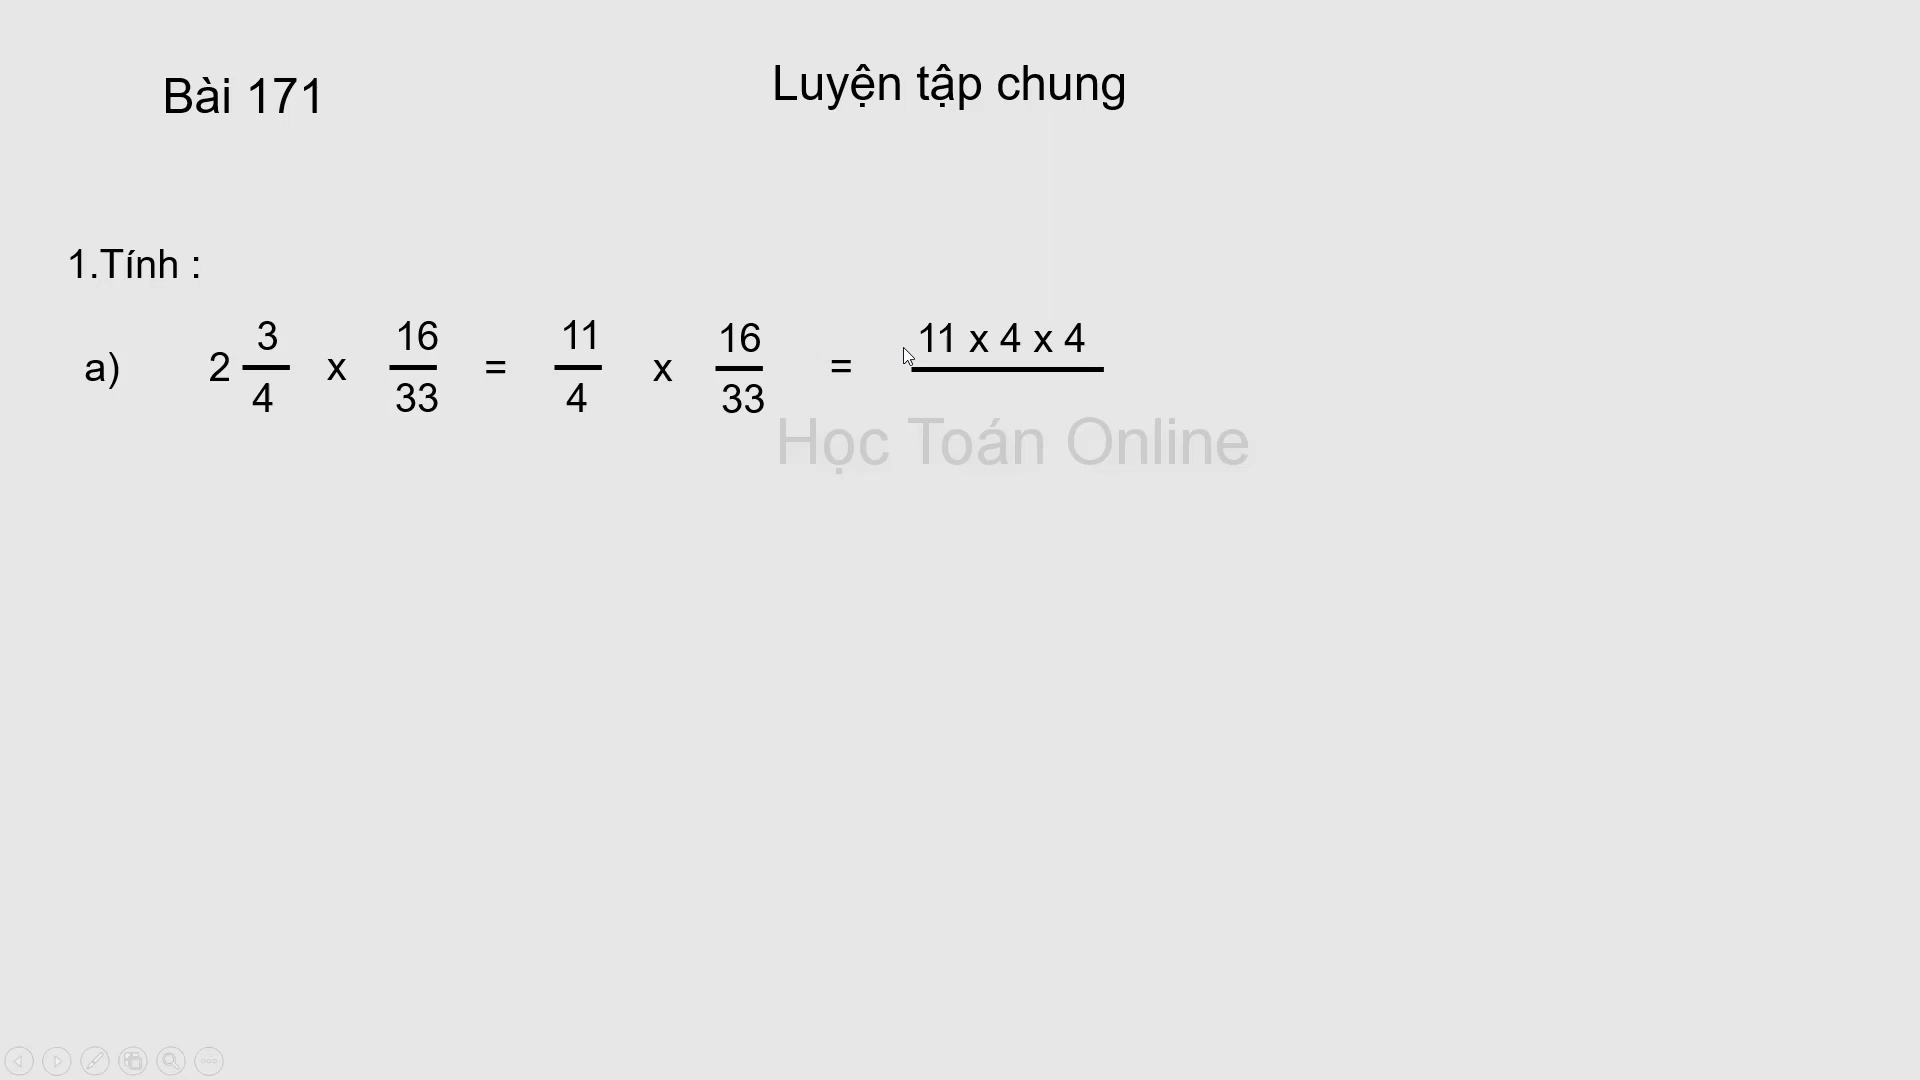 Bài 171
Luyện tập chung
1.Tính :
a) 2 3/4 x 16/33 = 11/4 x 16/33 = 11 x 4 x 4
Học Toán Online